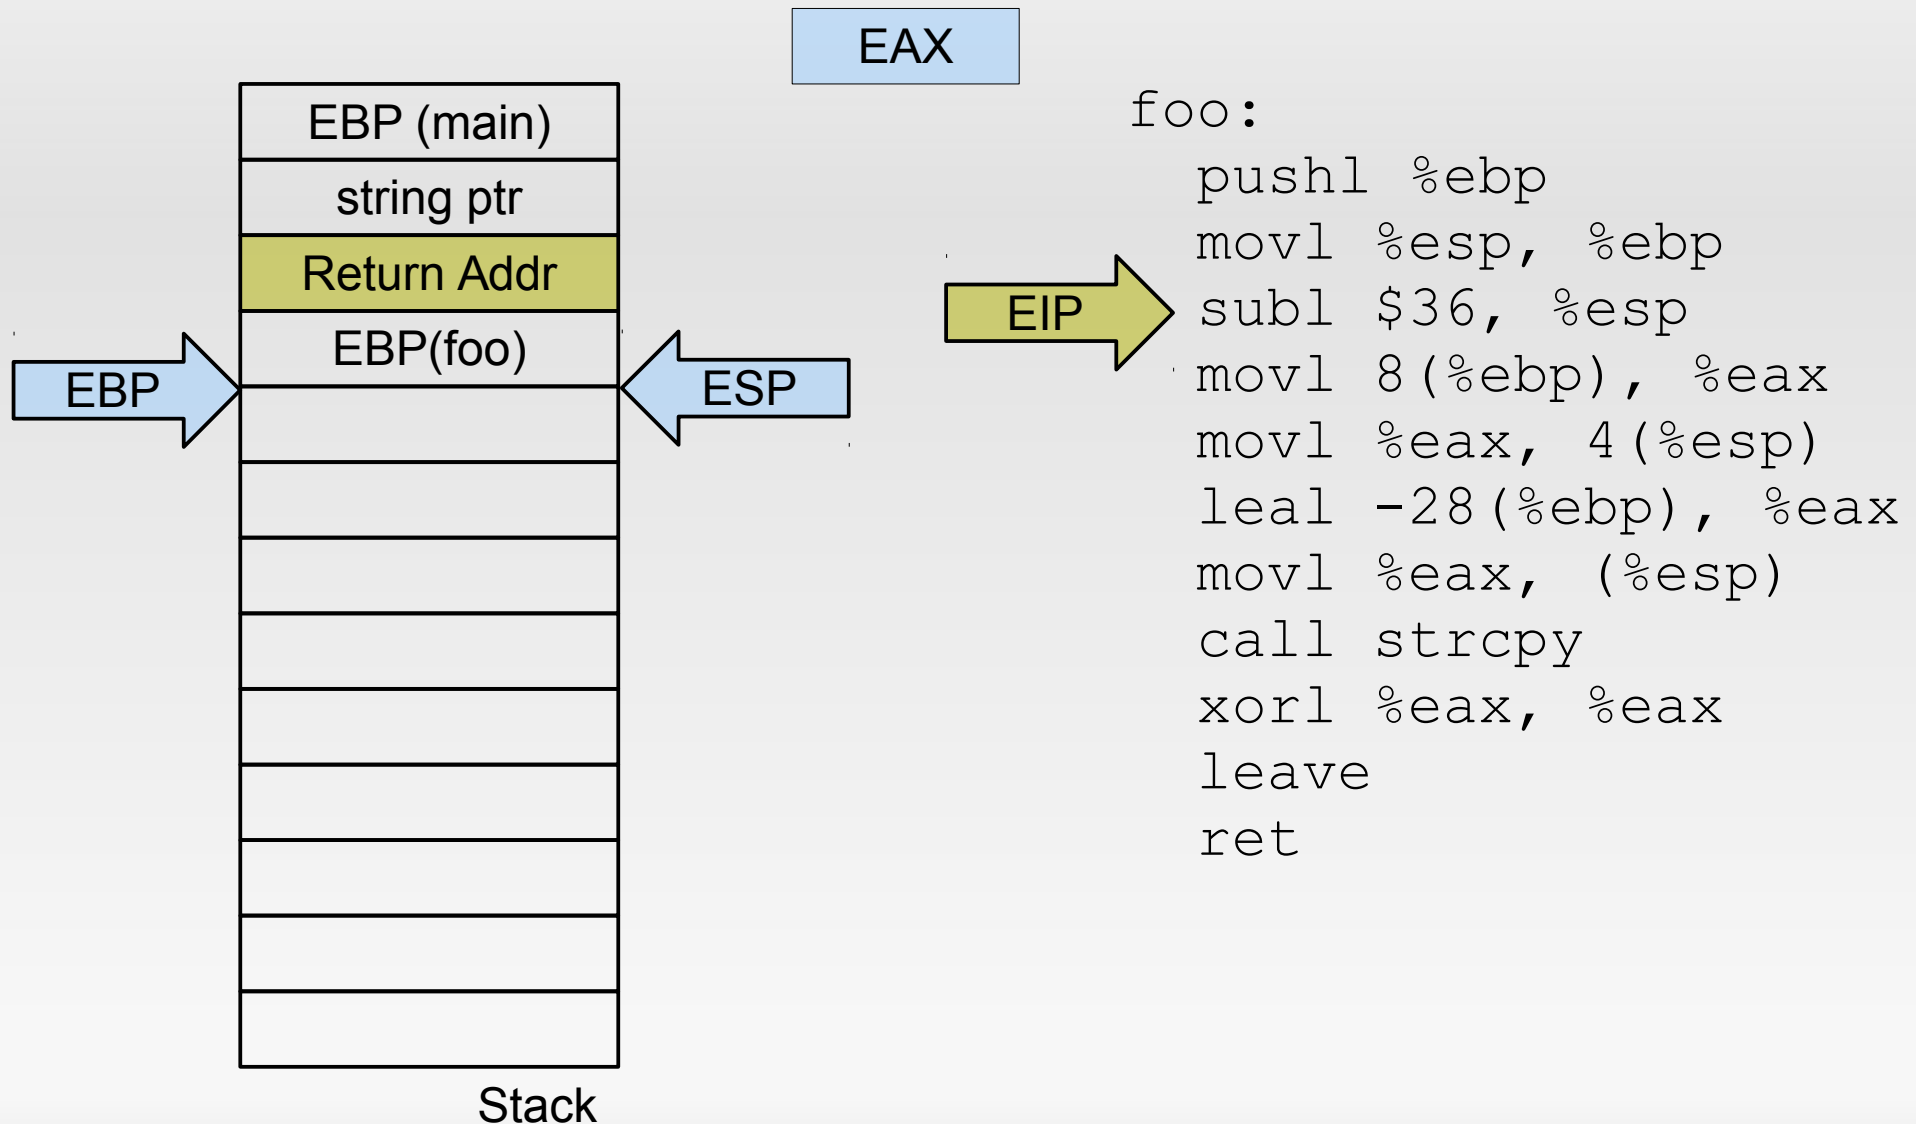 EAX
EBP (main)
string ptr
Return Addr
EBP(foo)
EBP
ESP
Stack
EIP
foo:
pushl %ebp
movl %esp, %ebp
subl $36, %esp
movl 8(%ebp), %eax
movl %eax, 4(%esp)
leal -28(%ebp), %eax
movl %eax, (%esp)
call strcpy
xorl %eax, %eax
leave
ret